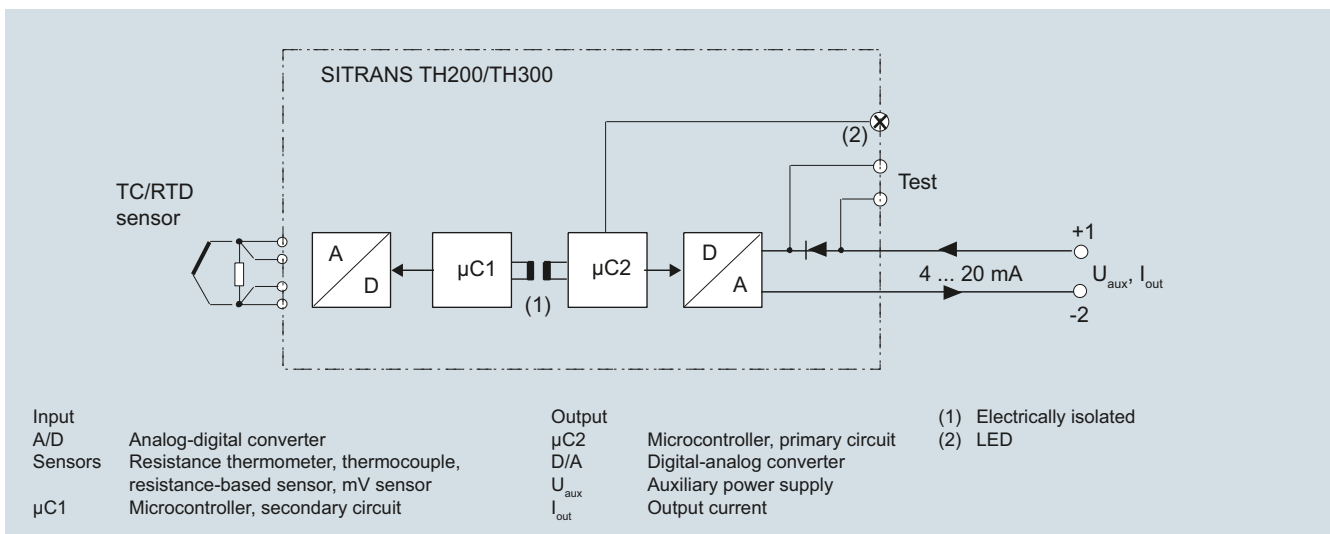 SITRANS TH200/TH300
(2)
Test
TC/RTD
sensor
A
D
µC1
(1)
µC2
D
A
4 ... 20 mA
+1
Uaux, Iout
-2
Input
A/D Analog-digital converter
Sensors Resistance thermometer, thermocouple,
resistance-based sensor, mV sensor
µC1 Microcontroller, secondary circuit
Output
µC2 Microcontroller, primary circuit
D/A Digital-analog converter
Uaux Auxiliary power supply
Iout Output current
(1) Electrically isolated
(2) LED